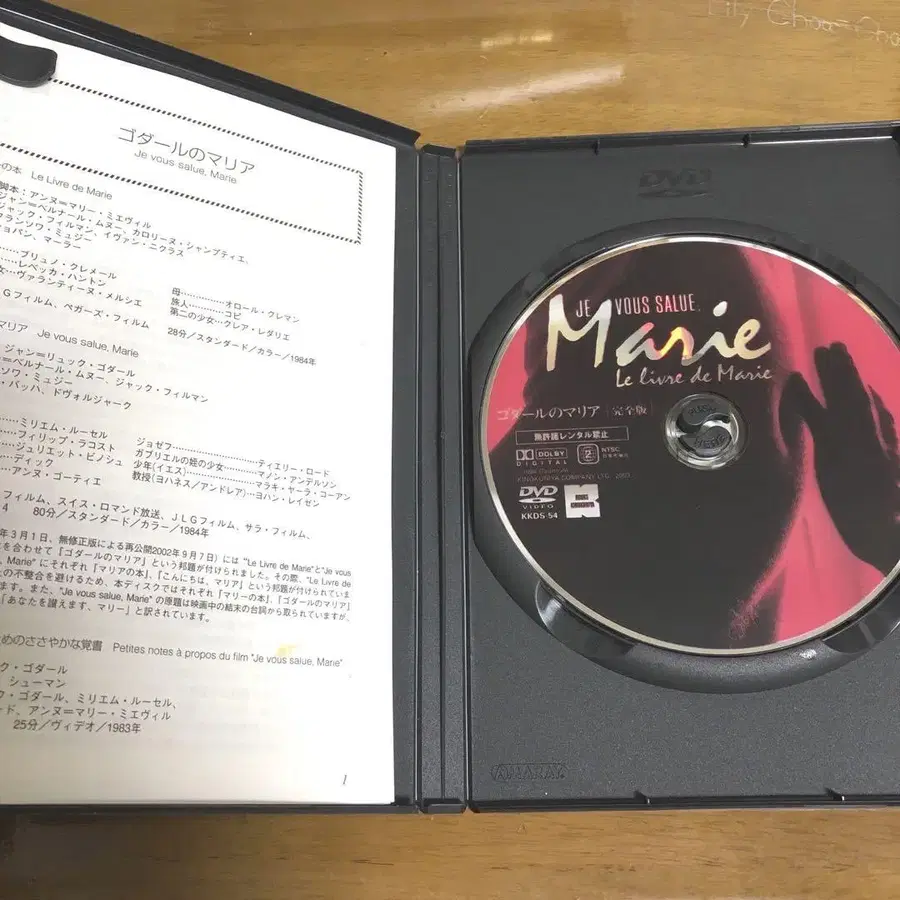 Lily Chou-Chou
ゴダールのマリア
Je vous salue, Marie
の本 Le Livre de Marie
脚本:アンヌ=マリー・ミエヴィル
ジャン=ベルナール・ムヌー、カロリーヌ・シャンプティエ、
ジャック・フィルマン、イヴァン・ニクラス
フランソワ・ミュジー
ショパン、マーラー
ブリュノ・クレメール
レベッカ・ハントン
ヴァランティーヌ・メルシエ
母…………オロール・クレマン
旅人…………コピ
第二の少女……クレア・レダリエ
LGフィルム、ペガーズ・フィルム
28分/スタンダード/カラー/1984年
マリア Je vous salue, Marie
ジャン=リュック・ゴダール
=ベルナール・ムヌー、ジャック・フィルマン
ソワ・ミュジー
・バッハ、ドヴォルジャーク
ミリエム・ルーセル
フィリップ・ラコスト
ジュリエット・ビノシュ
ディック
アンヌ・ゴーティエ
ジョゼフ……………ティエリー・ロード
ガブリエルの姪の少女……マノン・アンデルソン
少年(イエス)………マラキ・ヤーラ・コーアン
教授(ヨハネス/アンドレア)…ヨハン・レイゼン
フィルム、スイス・ロマンド放送、JLGフィルム、サラ・フィルム、
4 80分/スタンダード/カラー/1984年
年3月1日、無修正版による再公開2002年9月7日)には"Le Livre de Marie"と"Je vous
を合わせて「ゴダールのマリア」という邦題が付けられました。その際、"Le Livre de
, Marie"にそれぞれ「マリアの本」、「こんにちは、マリア」という邦題が付けられていま
との不整合を避けるため、本ディスクではそれぞれ「マリーの本」、「ゴダールのマリア」
ます。また、"Je vous salue, Marie"の原題は映画中の結末の台詞から取られていますが、
「あなたを讃えます、マリー」と訳されています。
めのささやかな覚書 Petites notes à propos du film "Je vous salue, Marie"
ク・ゴダール
シューマン
・ゴダール、ミリエム・ルーセル、
ド、アンヌ=マリー・ミエヴィル
25分/ヴィデオ/1983年
1
DVD
JE VOUS SALUE,
Marie
Le livre de Marie
ゴダールのマリア [完全版]
無許諾レンタル禁止
DOLBY
DIGITAL
2
NTSC
日本市場向
KINOKUNIYA COMPANY LTD. 2003
DVD
VIDEO
KKDS 54
AMARAY